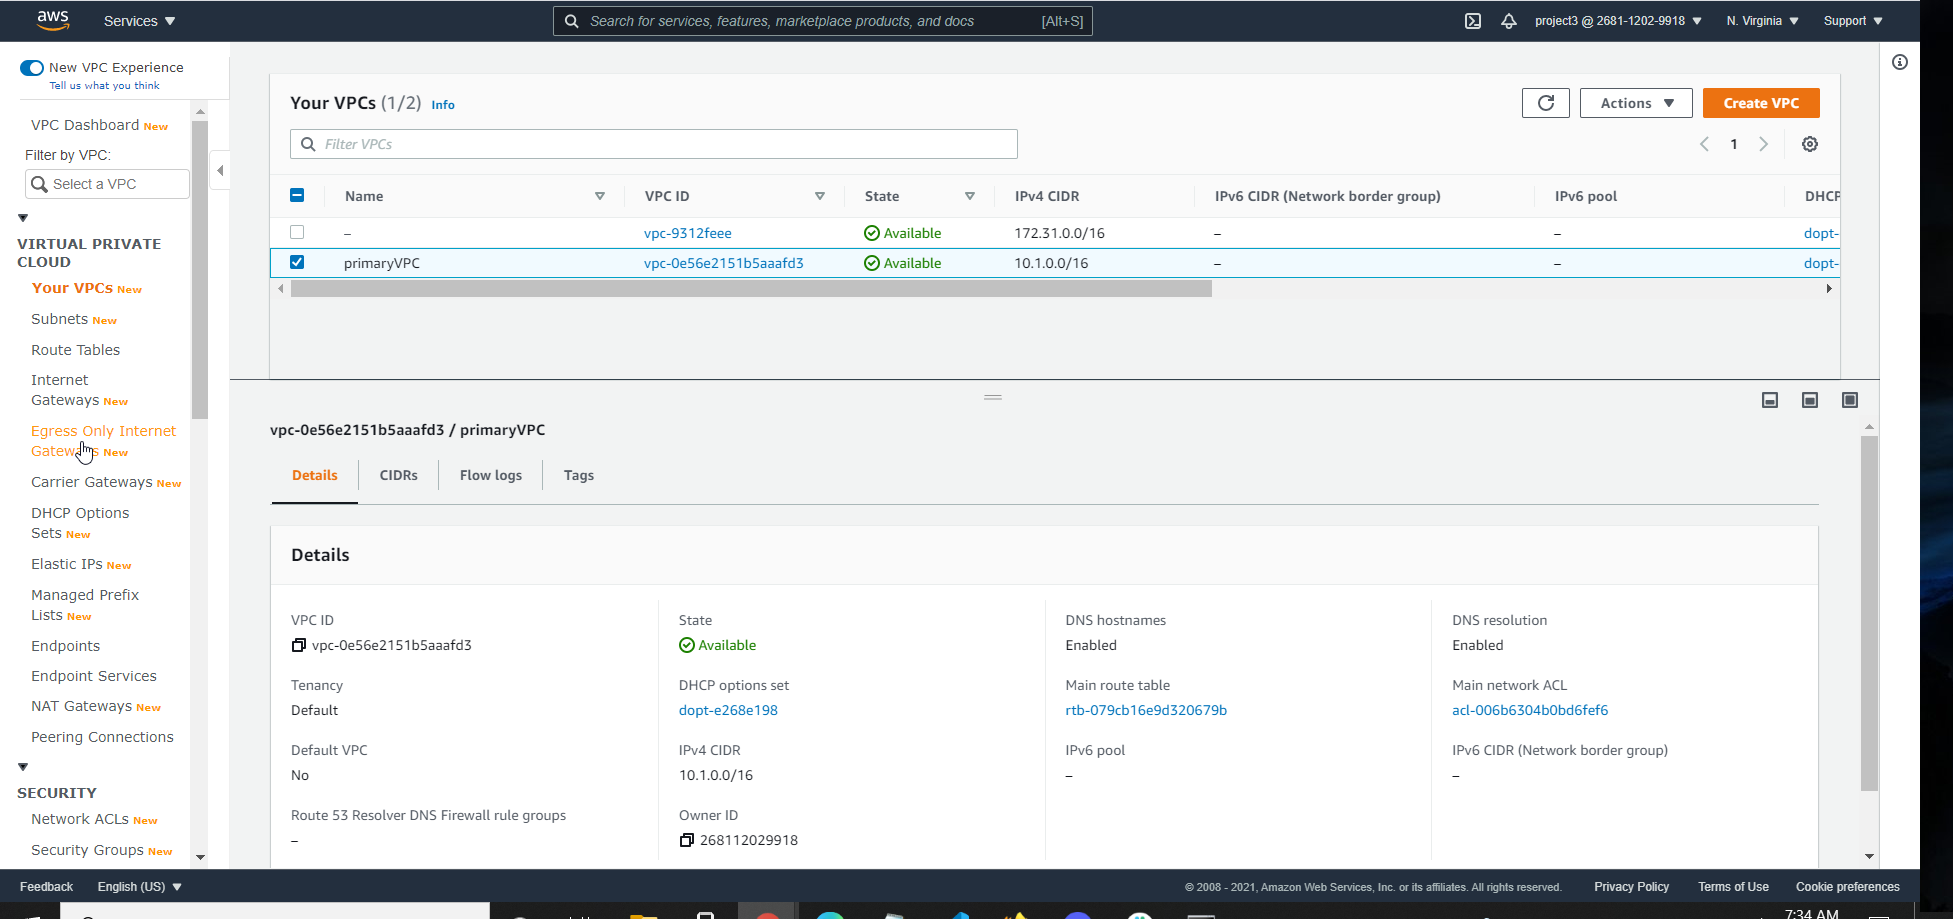 aws
Services
Search for services, features, marketplace products, and docs [Alt+S]
project3 @ 2681-1202-9918
N. Virginia
Support
New VPC Experience
Tell us what you think
VPC Dashboard New
Filter by VPC:
Select a VPC
VIRTUAL PRIVATE
CLOUD
Your VPCs New
Subnets New
Route Tables
Internet
Gateways New
Egress Only Internet
Gateways New
Carrier Gateways New
DHCP Options
Sets New
Elastic IPs New
Managed Prefix
Lists New
Endpoints
Endpoint Services
NAT Gateways New
Peering Connections
SECURITY
Network ACLs New
Security Groups New
Your VPCs (1/2) Info
Actions
Create VPC
Filter VPCs
1
Name VPC ID State IPv4 CIDR IPv6 CIDR (Network border group) IPv6 pool DHCP
– vpc-9312feee Available 172.31.0.0/16 – – dopt-
primaryVPC vpc-0e56e2151b5aaafd3 Available 10.1.0.0/16 – – dopt-
vpc-0e56e2151b5aaafd3 / primaryVPC
Details CIDRs Flow logs Tags
Details
VPC ID
vpc-0e56e2151b5aaafd3
State
Available
DNS hostnames
Enabled
DNS resolution
Enabled
Tenancy
Default
DHCP options set
dopt-e268e198
Main route table
rtb-079cb16e9d320679b
Main network ACL
acl-006b6304b0bd6fef6
Default VPC
No
IPv4 CIDR
10.1.0.0/16
IPv6 pool
–
IPv6 CIDR (Network border group)
–
Route 53 Resolver DNS Firewall rule groups
–
Owner ID
268112029918
Feedback English (US) © 2008 - 2021, Amazon Web Services, Inc. or its affiliates. All rights reserved. Privacy Policy Terms of Use Cookie preferences
7:34 AM